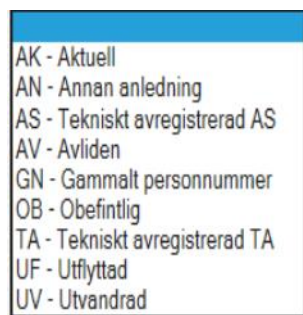 AK - Aktuell
AN - Annan anledning
AS - Tekniskt avregistrerad AS
AV - Avliden
GN - Gammalt personnummer
OB - Obefintlig
TA - Tekniskt avregistrerad TA
UF - Utflyttad
UV - Utvandrad